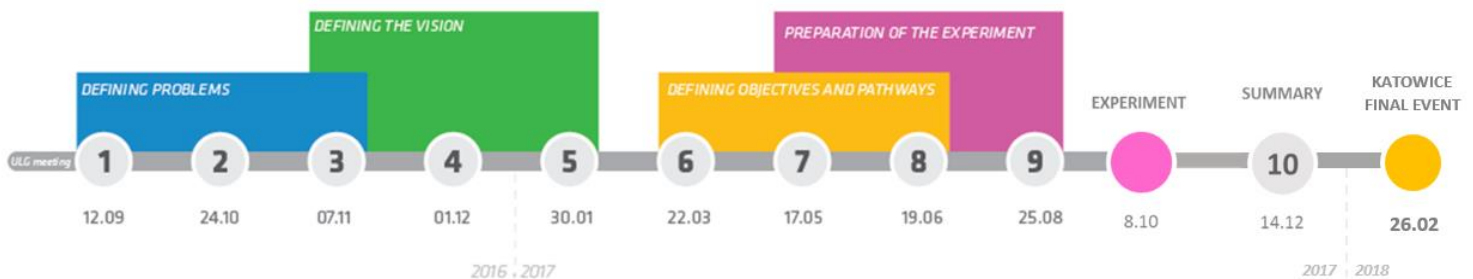 DEFINING THE VISION
PREPARATION OF THE EXPERIMENT
DEFINING PROBLEMS
DEFINING OBJECTIVES AND PATHWAYS
EXPERIMENT
SUMMARY
KATOWICE
FINAL EVENT
ULG meeting
1 2 3 4 5 6 7 8 9 10
12.09 24.10 07.11 01.12 30.01 22.03 17.05 19.06 25.08 8.10 14.12 26.02
2016 2017 2017 2018